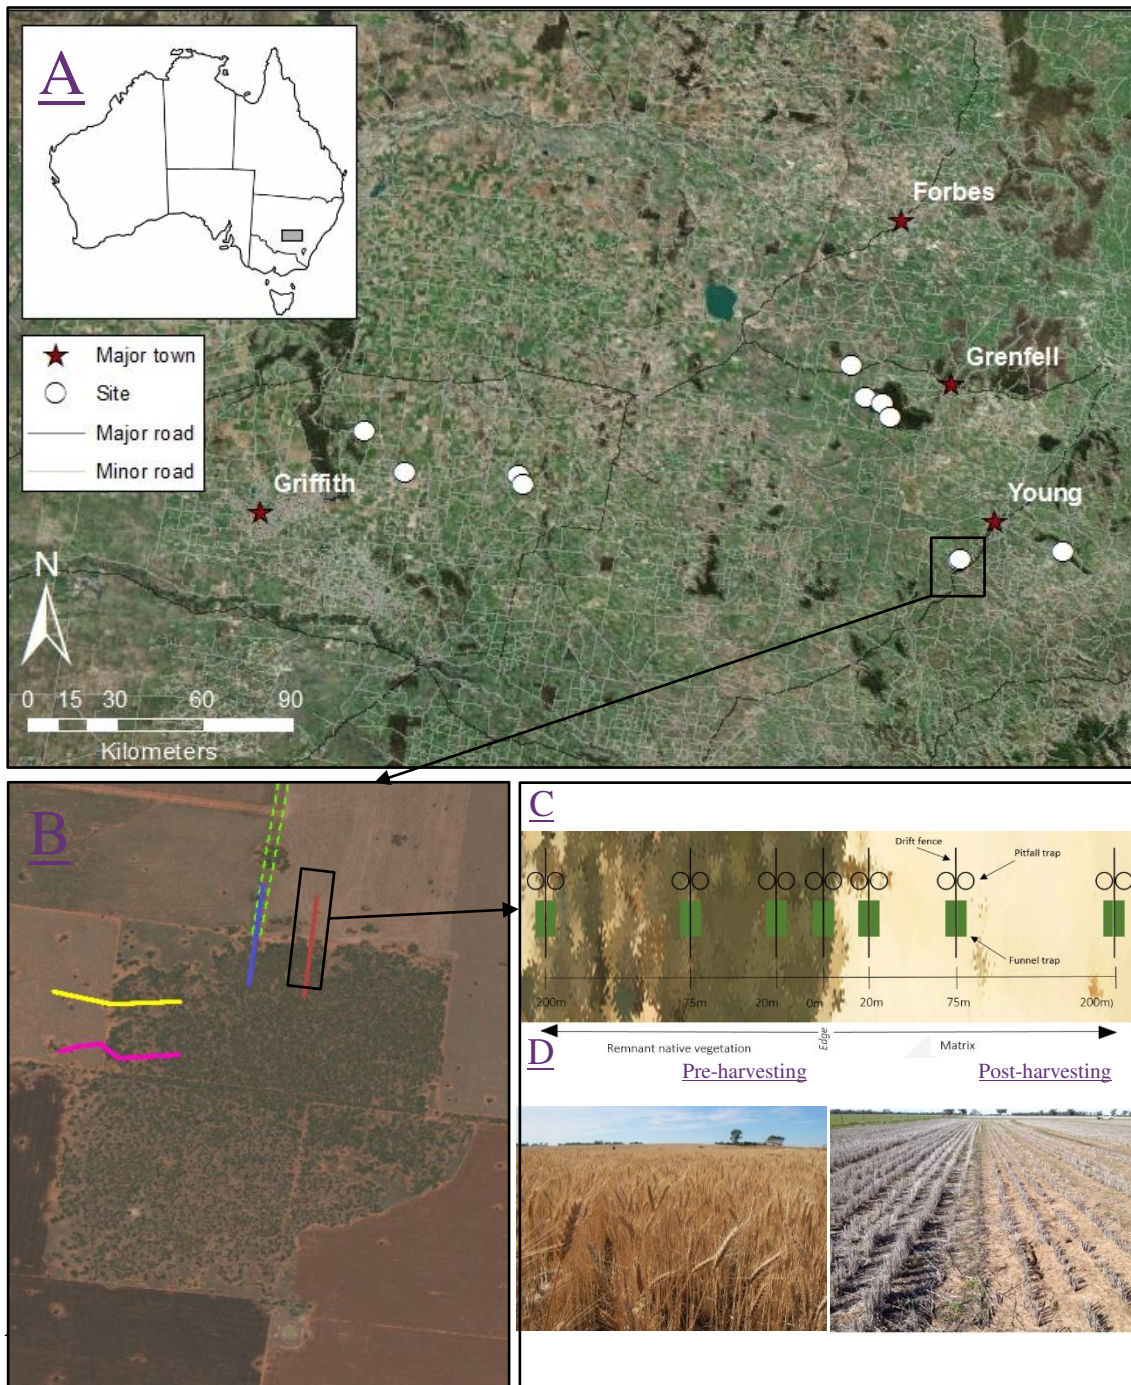 A
Forbes
Major town
Site
Major road
Minor road
Grenfell
Griffith
Young
N
0 15 30 60 90
Kilometers
B
C
Drift fence
Pitfall trap
Funnel trap
200m 75m 20m 0m 20m 75m 200m)
Remnant native vegetation Edge Matrix
D
Pre-harvesting Post-harvesting